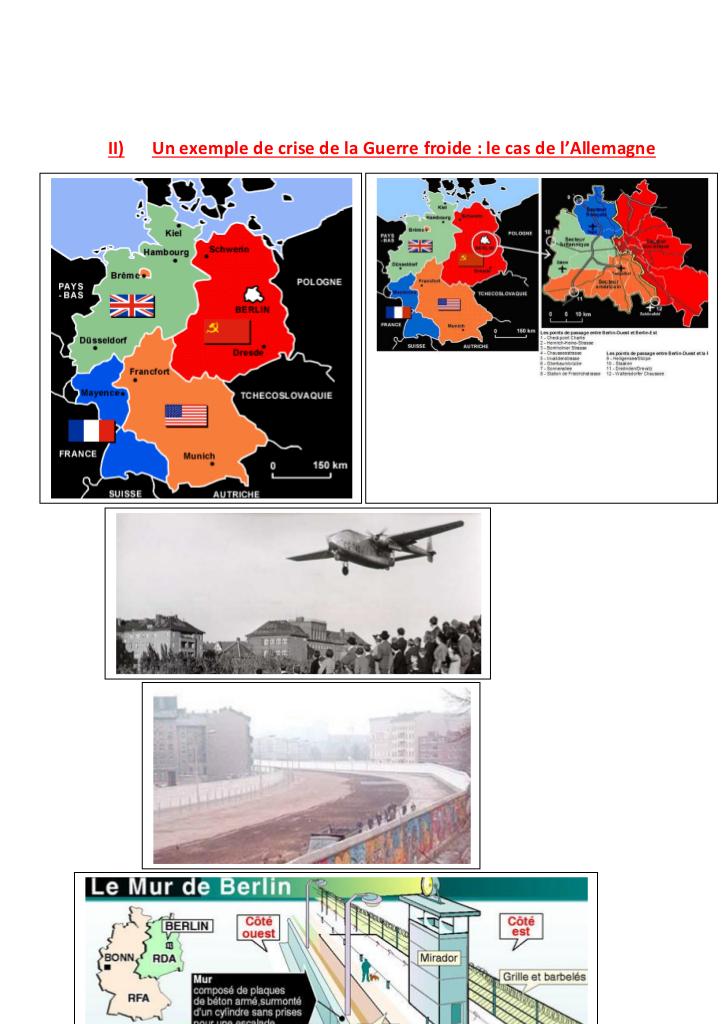 II) Un exemple de crise de la Guerre froide : le cas de l'Allemagne
Kiel
Hambourg
Schwerin
Brême
PAYS
-BAS
POLOGNE
BERLIN
Düsseldorf
Dresde
Francfort
Mayence
TCHECOSLOVAQUIE
FRANCE
Munich
0 150 km
SUISSE
AUTRICHE
Kiel
Hambourg
Schwerin
Brême
PAYS
-BAS
POLOGNE
BERLIN
Düsseldorf
Dresde
Francfort
Mayence
TCHECOSLOVAQUIE
FRANCE
Munich
0 150 km
SUISSE
AUTRICHE
Secteur
français
Secteur
britannique
Secteur
américain
0 5 10 km
Les points de passage entre Berlin-Ouest et Berlin-Est
1 - Checkpoint Charlie
2 - Heinrich-Heine-Strasse
3 - Bornholmer Strasse
4 - Chausseestrasse
5 - Invalidenstrasse
6 - Oberbaumbrücke
7 - Sonnenallee
8 - Station de Friedrichstrasse
Les points de passage entre Berlin-Ouest et la
9 - Heiligensee/Stolpe
10 - Staaken
11 - Dreilinden/Drewitz
12 - Waltersdorfer Chaussee
Le Mur de Berlin
BERLIN
BONN
RDA
RFA
Côté
ouest
Côté
est
Mirador
Grille et barbelés
Mur
composé de plaques
de béton armé,surmonté
d'un cylindre sans prises
pour une escalade